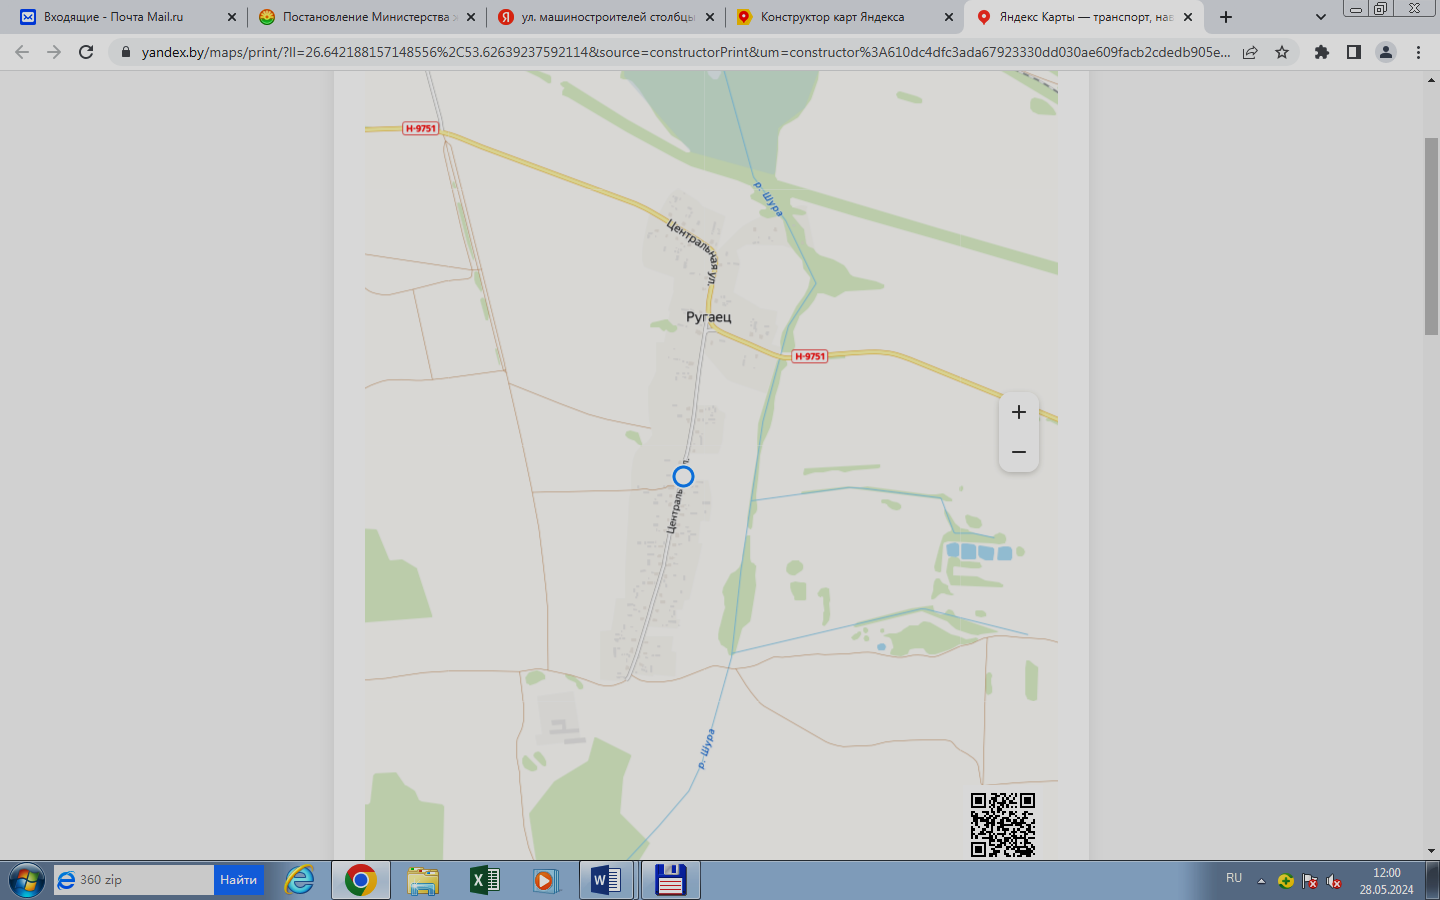 Входящие - Почта Mail.ru
Постановление Министерства
ул. машиностроителей столбцы
Конструктор карт Яндекса
Яндекс Карты — транспорт, нав
yandex.by/maps/print/?ll=26.642188157148556%2C53.62639237592114&source=constructorPrint&um=constructor%3A610dc4dfc3ada67923330dd030ae609facb2cdedb905e...
Н-9751
р. Шура
Центральная ул.
Ругаец
Н-9751
+
−
Централь
р. Шура
360 zip
Найти
RU
12:00
28.05.2024